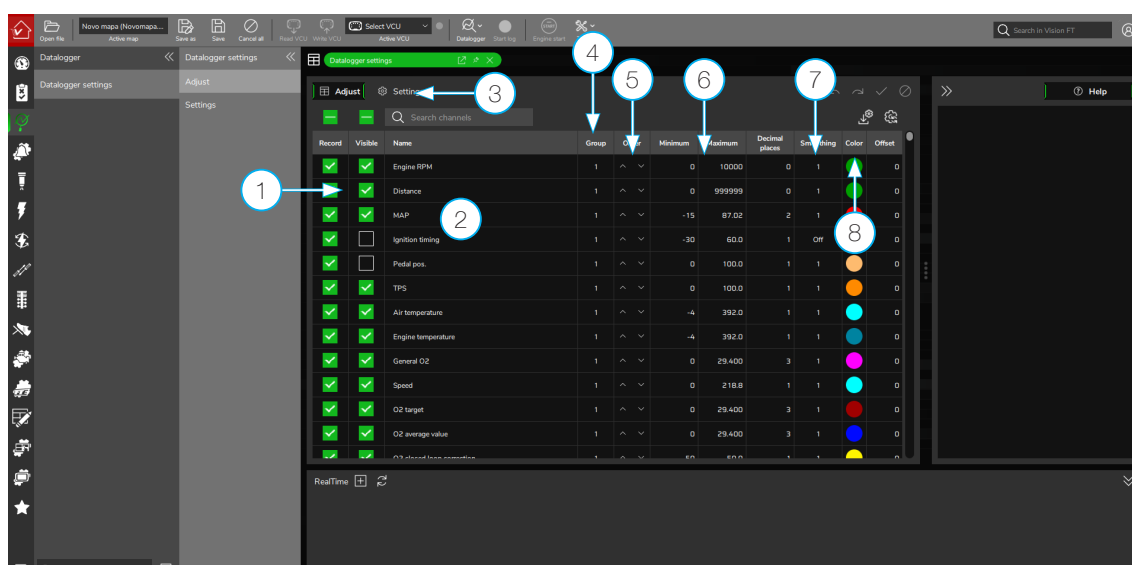 Novo mapa (Novomapa...
Select VCU
Search in Vision FT
Open file Active map Save as Save Cancel all Read VCU Write VCU Active VCU Datalogger Start log Engine start
Datalogger
Datalogger settings
Datalogger settings
Adjust
Settings
Datalogger settings
Adjust
Help
Search channels
Record Visible Name Group Minimum Decimal places Color Offset
Engine RPM 1 0 10000 0 1 0
Distance 1 0 999999 0 1 0
MAP 1 -15 87.02 2 1
Ignition timing 1 -30 60.0 1 Off 0
Pedal pos. 1 0 100.0 1 1 0
TPS 1 0 100.0 1 1 0
Air temperature 1 -4 392.0 1 1 0
Engine temperature 1 -4 392.0 1 1 0
General O2 1 0 29.400 3 1 0
Speed 1 0 218.8 1 1 0
O2 target 1 0 29.400 3 1 0
O2 average value 1 0 29.400 3 1 0
RealTime
1
2
3
4
5
6
7
8